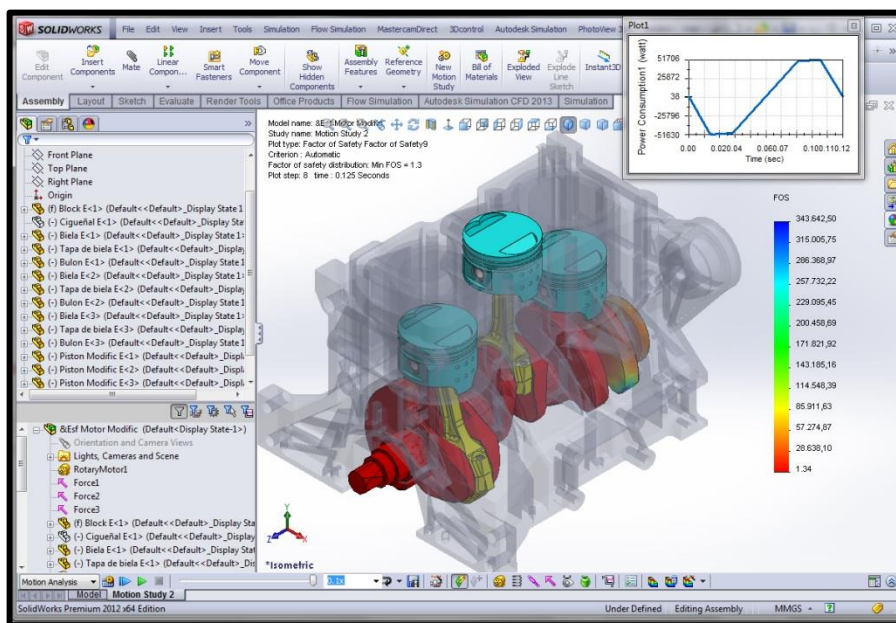 SOLIDWORKS
File Edit View Insert Tools Simulation Flow Simulation MastercamDirect 3Dcontrol Autodesk Simulation PhotoView
Edit Component
Insert Components
Mate
Linear Compon...
Smart Fasteners
Move Component
Show Hidden Components
Assembly Features
Reference Geometry
New Motion Study
Bill of Materials
Exploded View
Explode Line Sketch
Instant3D
Assembly Layout Sketch Evaluate Render Tools Office Products Flow Simulation Autodesk Simulation CFD 2013 Simulation
Plot1
Power Consumption1 (watt)
51706
25872
38
-25796
-51630
0.00 0.020.04 0.060.07 0.100.110.12
Time (sec)
Model name: &Esf Motor Modific
Study name: Motion Study 2
Plot type: Factor of Safety Factor of Safety9
Criterion : Automatic
Factor of safety distribution: Min FOS = 1.3
Plot step: 8 time : 0.125 Seconds
Front Plane
Top Plane
Right Plane
Origin
(f) Block E<1> (Default<<Default>_Display State 1
(-) Cigueñal E<1> (Default<<Default>_Display Sta
(-) Biela E<1> (Default<<Default>_Display State 1>)
(-) Tapa de biela E<1> (Default<<Default>_Display
(-) Bulon E<1> (Default<<Default>_Display State 1
(-) Biela E<2> (Default<<Default>_Display State 1>)
(-) Tapa de biela E<2> (Default<<Default>_Display
(-) Bulon E<2> (Default<<Default>_Display State 1
(-) Biela E<3> (Default<<Default>_Display State 1>)
(-) Tapa de biela E<3> (Default<<Default>_Display
(-) Bulon E<3> (Default<<Default>_Display State 1
(-) Piston Modific E<1> (Default<<Default>_Displ
(-) Piston Modific E<2> (Default<<Default>_Displ
(-) Piston Modific E<3> (Default<<Default>_Displ
FOS
343.642,50
315.005,75
286.368,97
257.732,22
229.095,45
200.458,69
171.821,92
143.185,16
114.548,39
85.911,63
57.274,87
28.638,10
1.34
&Esf Motor Modific (Default<Default_Display State-1>)
Orientation and Camera Views
Lights, Cameras and Scene
RotaryMotor1
Force1
Force2
Force3
(f) Block E<1> (Default<<Default>_Display Sta
(-) Cigueñal E<1> (Default<<Default>_Display
(-) Biela E<1> (Default<<Default>_Display State
(-) Tapa de biela E<1> (Default<<Default>_Dis
Y
Z
X
*Isometric
Motion Analysis
0.1x
Model Motion Study 2
SolidWorks Premium 2012 x64 Edition
Under Defined Editing Assembly MMGS